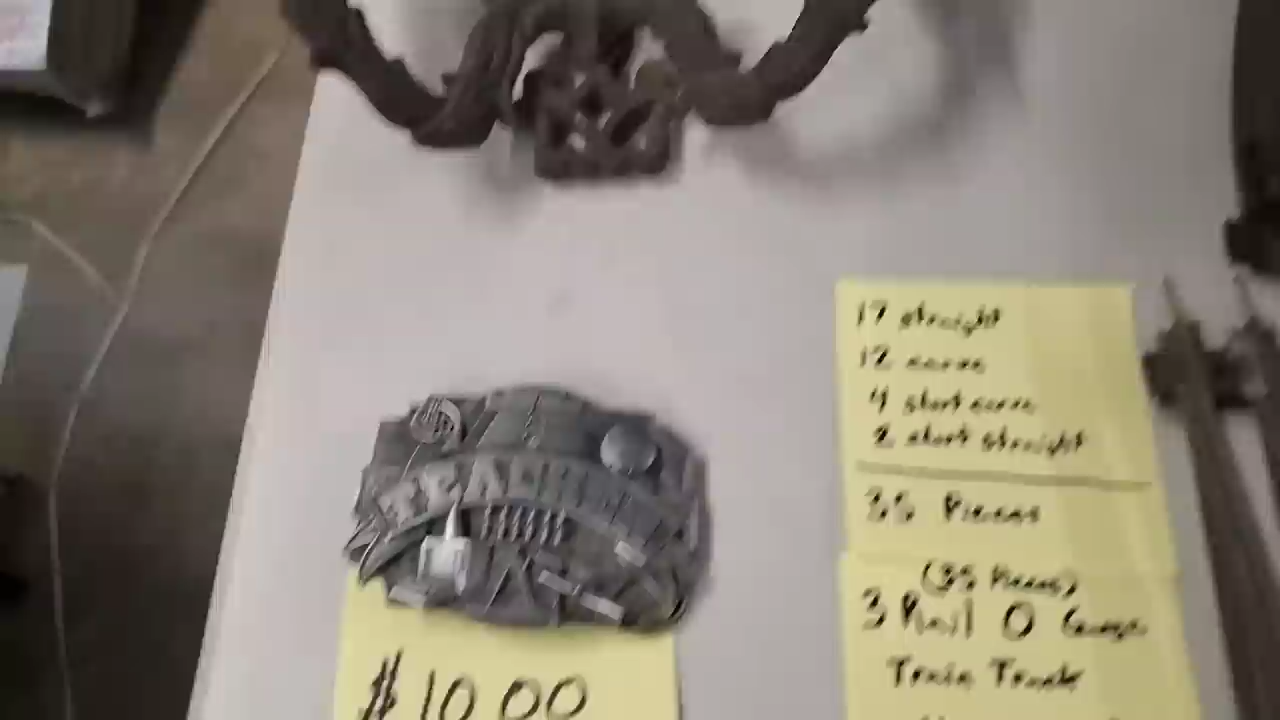 TEACHER
$10.00
17 straight
12 curve
4 short curve
2 short straight
35 Pieces
(35 Pieces)
3 Rail O Gauge
Train Track